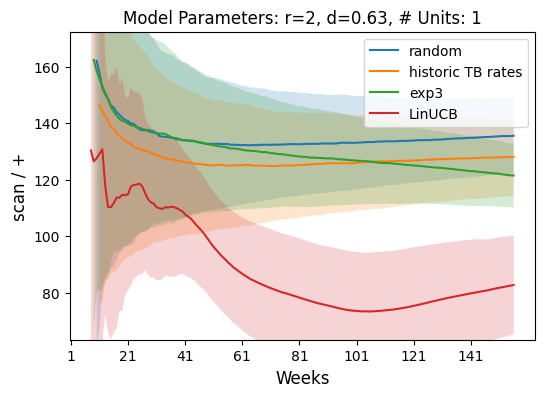 Model Parameters: r=2, d=0.63, # Units: 1
random
historic TB rates
exp3
LinUCB
scan / +
160
140
120
100
80
1 21 41 61 81 101 121 141
Weeks